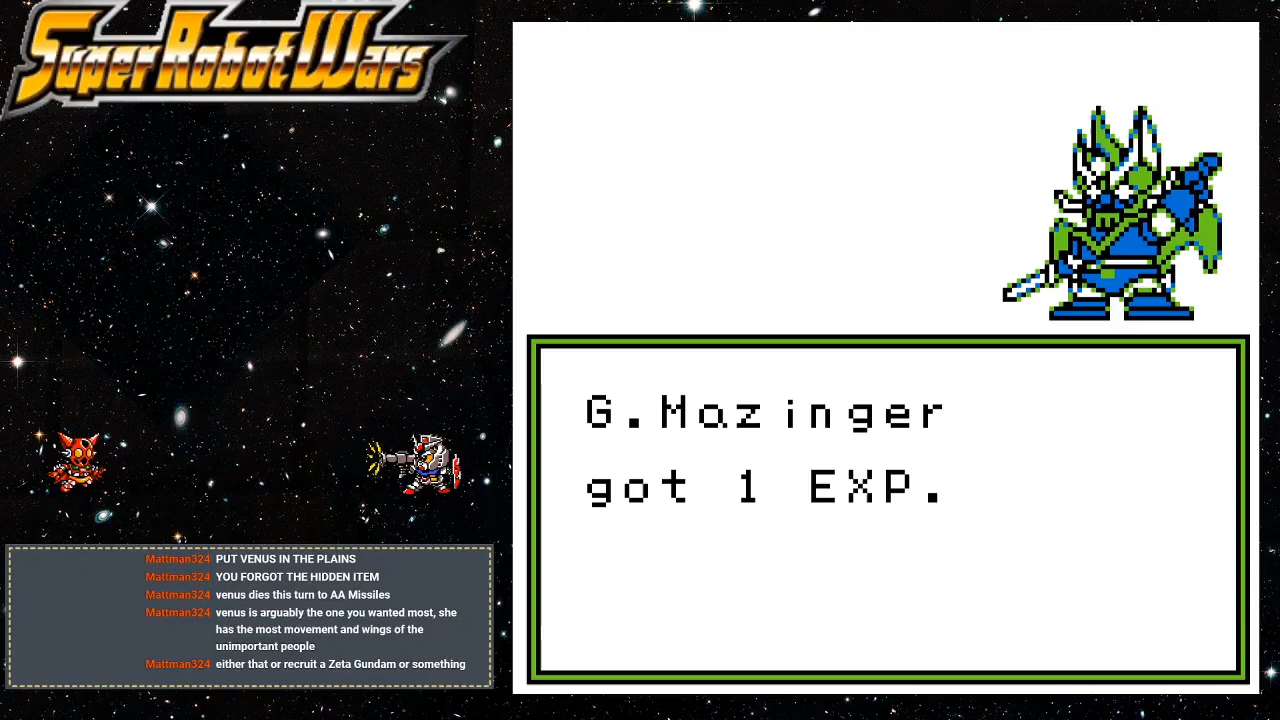 Super Robot Wars
G.Mazinger
got 1 EXP.
Mattman324 PUT VENUS IN THE PLAINS
Mattman324 YOU FORGOT THE HIDDEN ITEM
Mattman324 venus dies this turn to AA Missiles
Mattman324 venus is arguably the one you wanted most, she
has the most movement and wings of the
unimportant people
Mattman324 either that or recruit a Zeta Gundam or something